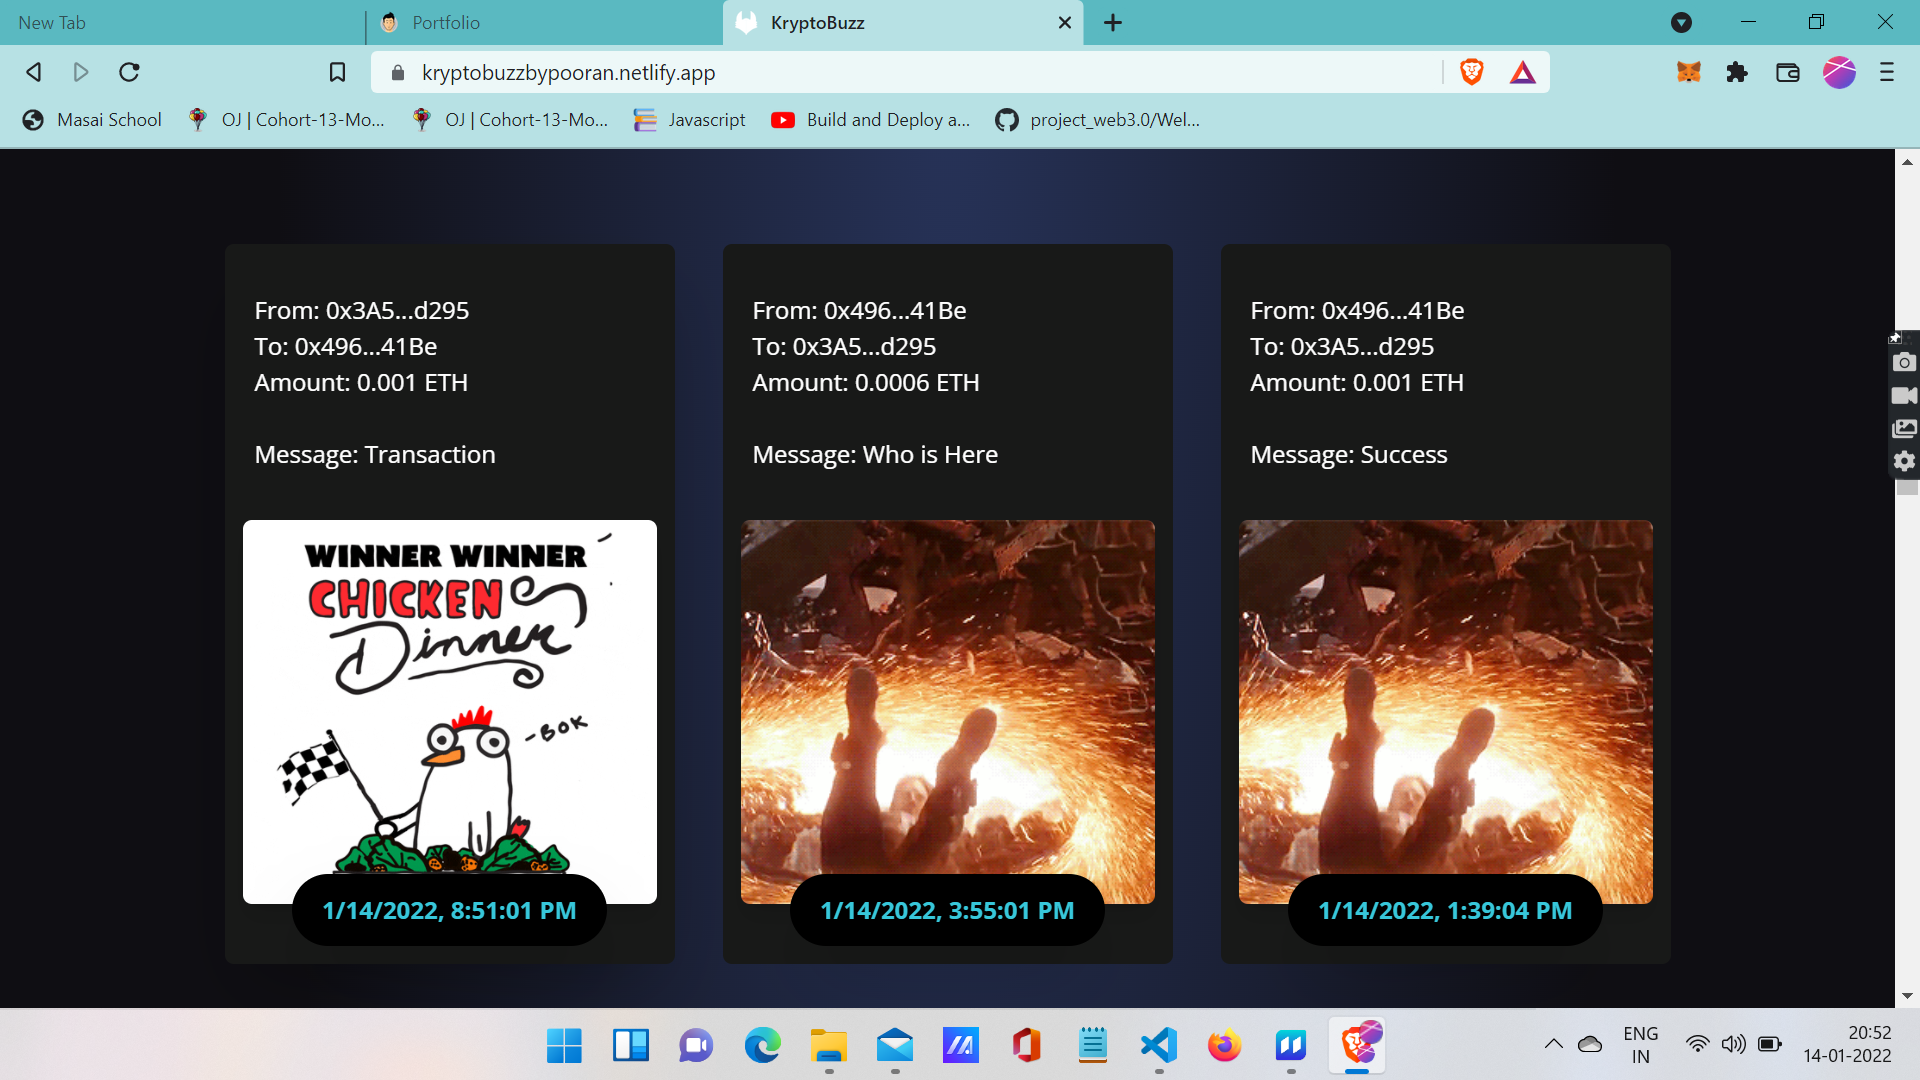 New Tab
Portfolio
KryptoBuzz
kryptobuzzbypooran.netlify.app
Masai School
OJ | Cohort-13-Mo...
OJ | Cohort-13-Mo...
Javascript
Build and Deploy a...
project_web3.0/Wel...
From: 0x3A5...d295
To: 0x496...41Be
Amount: 0.001 ETH
Message: Transaction
WINNER WINNER
CHICKEN
Dinner
-BOK
1/14/2022, 8:51:01 PM
From: 0x496...41Be
To: 0x3A5...d295
Amount: 0.0006 ETH
Message: Who is Here
1/14/2022, 3:55:01 PM
From: 0x496...41Be
To: 0x3A5...d295
Amount: 0.001 ETH
Message: Success
1/14/2022, 1:39:04 PM
ENG
IN
20:52
14-01-2022